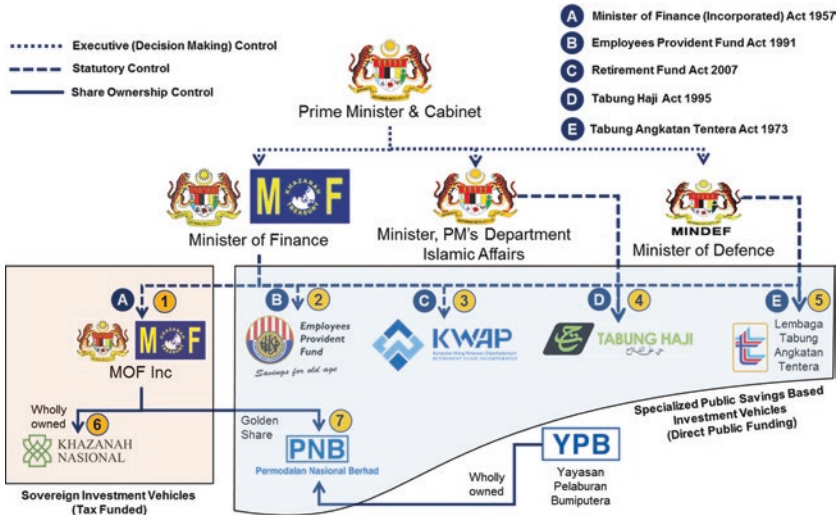 Executive (Decision Making) Control
Statutory Control
Share Ownership Control
A Minister of Finance (Incorporated) Act 1957
B Employees Provident Fund Act 1991
C Retirement Fund Act 2007
D Tabung Haji Act 1995
E Tabung Angkatan Tentera Act 1973
Prime Minister & Cabinet
M F
KHAZANAH
TREASURY
Minister of Finance
Minister, PM's Department
Islamic Affairs
MINDEF
Minister of Defence
A 1
B 2
C 3
D 4
E 5
M F
MOF Inc
Employees
Provident
Fund
Savings for old age
KWAP
RETIREMENT FUND INCORPORATED
TABUNG HAJI
Lembaga
Tabung
Angkatan
Tentera
Wholly
owned
6
KHAZANAH
NASIONAL
Golden
Share
7
PNB
Permodalan Nasional Berhad
Specialized Public Savings Based
Investment Vehicles
(Direct Public Funding)
YPB
Yayasan
Pelaburan
Bumiputera
Wholly
owned
Sovereign Investment Vehicles
(Tax Funded)